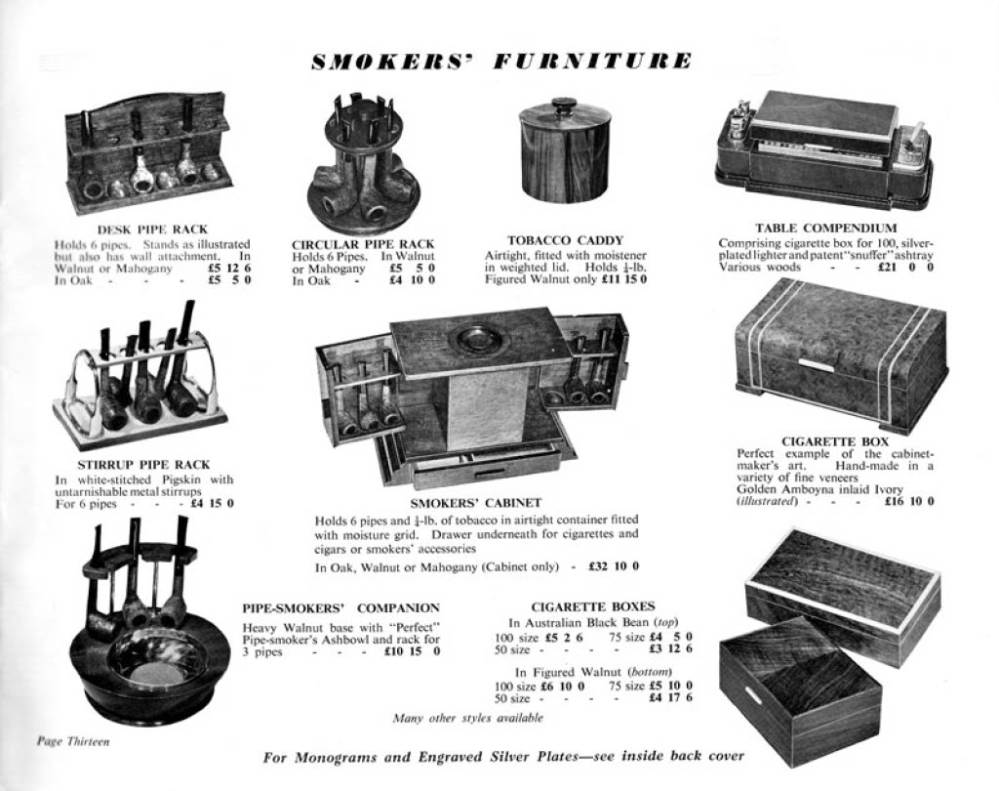 SMOKERS' FURNITURE
DESK PIPE RACK
Holds 6 pipes. Stands as illustrated
but also has wall attachment. In
Walnut or Mahogany £5 12 6
In Oak - - - £5 5 0
CIRCULAR PIPE RACK
Holds 6 Pipes. In Walnut
or Mahogany £5 5 0
In Oak - £4 10 0
TOBACCO CADDY
Airtight, fitted with moistener
in weighted lid. Holds ¼-lb.
Figured Walnut only £11 15 0
TABLE COMPENDIUM
Comprising cigarette box for 100, silver-
plated lighter and patent "snuffer" ashtray
Various woods - - £21 0 0
STIRRUP PIPE RACK
In white-stitched Pigskin with
untarnishable metal stirrups
For 6 pipes - - - £4 15 0
SMOKERS' CABINET
Holds 6 pipes and ¼-lb. of tobacco in airtight container fitted
with moisture grid. Drawer underneath for cigarettes and
cigars or smokers' accessories
In Oak, Walnut or Mahogany (Cabinet only) - £32 10 0
CIGARETTE BOX
Perfect example of the cabinet-
maker's art. Hand-made in a
variety of fine veneers
Golden Amboyna inlaid Ivory
(illustrated) - - - £16 10 0
PIPE-SMOKERS' COMPANION
Heavy Walnut base with "Perfect"
Pipe-smoker's Ashbowl and rack for
3 pipes - - - £10 15 0
CIGARETTE BOXES
In Australian Black Bean (top)
100 size £5 2 6 75 size £4 5 0
50 size - - - - £3 12 6
In Figured Walnut (bottom)
100 size £6 10 0 75 size £5 10 0
50 size - - - - £4 17 6
Many other styles available
Page Thirteen
For Monograms and Engraved Silver Plates—see inside back cover